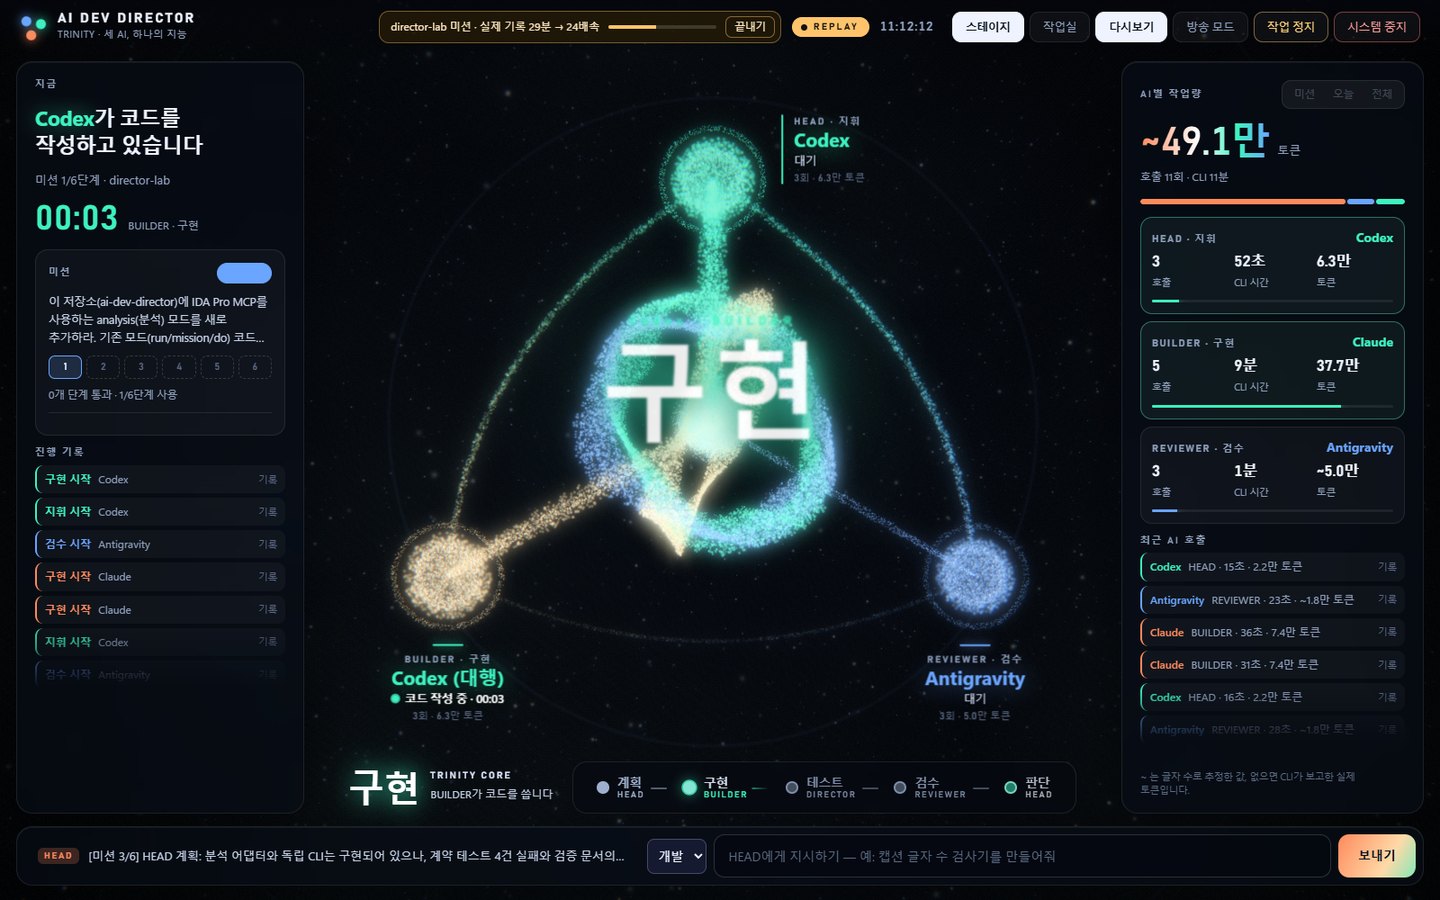 AI DEV DIRECTOR
TRINITY · 세 AI, 하나의 지능
director-lab 미션 · 실제 기록 29분 → 24배속
끝내기
REPLAY
11:12:12
스테이지
작업실
다시보기
방송 모드
작업 정지
시스템 중지
지금
Codex가 코드를
작성하고 있습니다
미션 1/6단계 · director-lab
00:03 BUILDER · 구현
미션
이 저장소(ai-dev-director)에 IDA Pro MCP를
사용하는 analysis(분석) 모드를 새로
추가하라. 기존 모드(run/mission/do) 코드...
1 2 3 4 5 6
0개 단계 통과 · 1/6단계 사용
진행 기록
구현 시작 Codex 기록
지휘 시작 Codex 기록
검수 시작 Antigravity 기록
구현 시작 Claude 기록
구현 시작 Claude 기록
지휘 시작 Codex 기록
검수 시작 Antigravity 기록
HEAD · 지휘
Codex
대기
3회 · 6.3만 토큰
구현
BUILDER · 구현
Codex (대행)
코드 작성 중 · 00:03
3회 · 6.3만 토큰
REVIEWER · 검수
Antigravity
대기
3회 · 5.0만 토큰
구현
TRINITY CORE
BUILDER가 코드를 씁니다
계획
HEAD
구현
BUILDER
테스트
DIRECTOR
검수
REVIEWER
판단
HEAD
AI별 작업량
미션 오늘 전체
~49.1만 토큰
호출 11회 · CLI 11분
HEAD · 지휘 Codex
3 52초 6.3만
호출 CLI 시간 토큰
BUILDER · 구현 Claude
5 9분 37.7만
호출 CLI 시간 토큰
REVIEWER · 검수 Antigravity
3 1분 ~5.0만
호출 CLI 시간 토큰
최근 AI 호출
Codex HEAD · 15초 · 2.2만 토큰 기록
Antigravity REVIEWER · 23초 · ~1.8만 토큰 기록
Claude BUILDER · 36초 · 7.4만 토큰 기록
Claude BUILDER · 31초 · 7.4만 토큰 기록
Codex HEAD · 16초 · 2.2만 토큰 기록
Antigravity REVIEWER · 28초 · ~1.8만 토큰 기록
~ 는 글자 수로 추정한 값, 없으면 CLI가 보고한 실제
토큰입니다.
HEAD
[미션 3/6] HEAD 계획: 분석 어댑터와 독립 CLI는 구현되어 있으나, 계약 테스트 4건 실패와 검증 문서의...
개발
HEAD에게 지시하기 — 예: 캡션 글자 수 검사기를 만들어줘
보내기